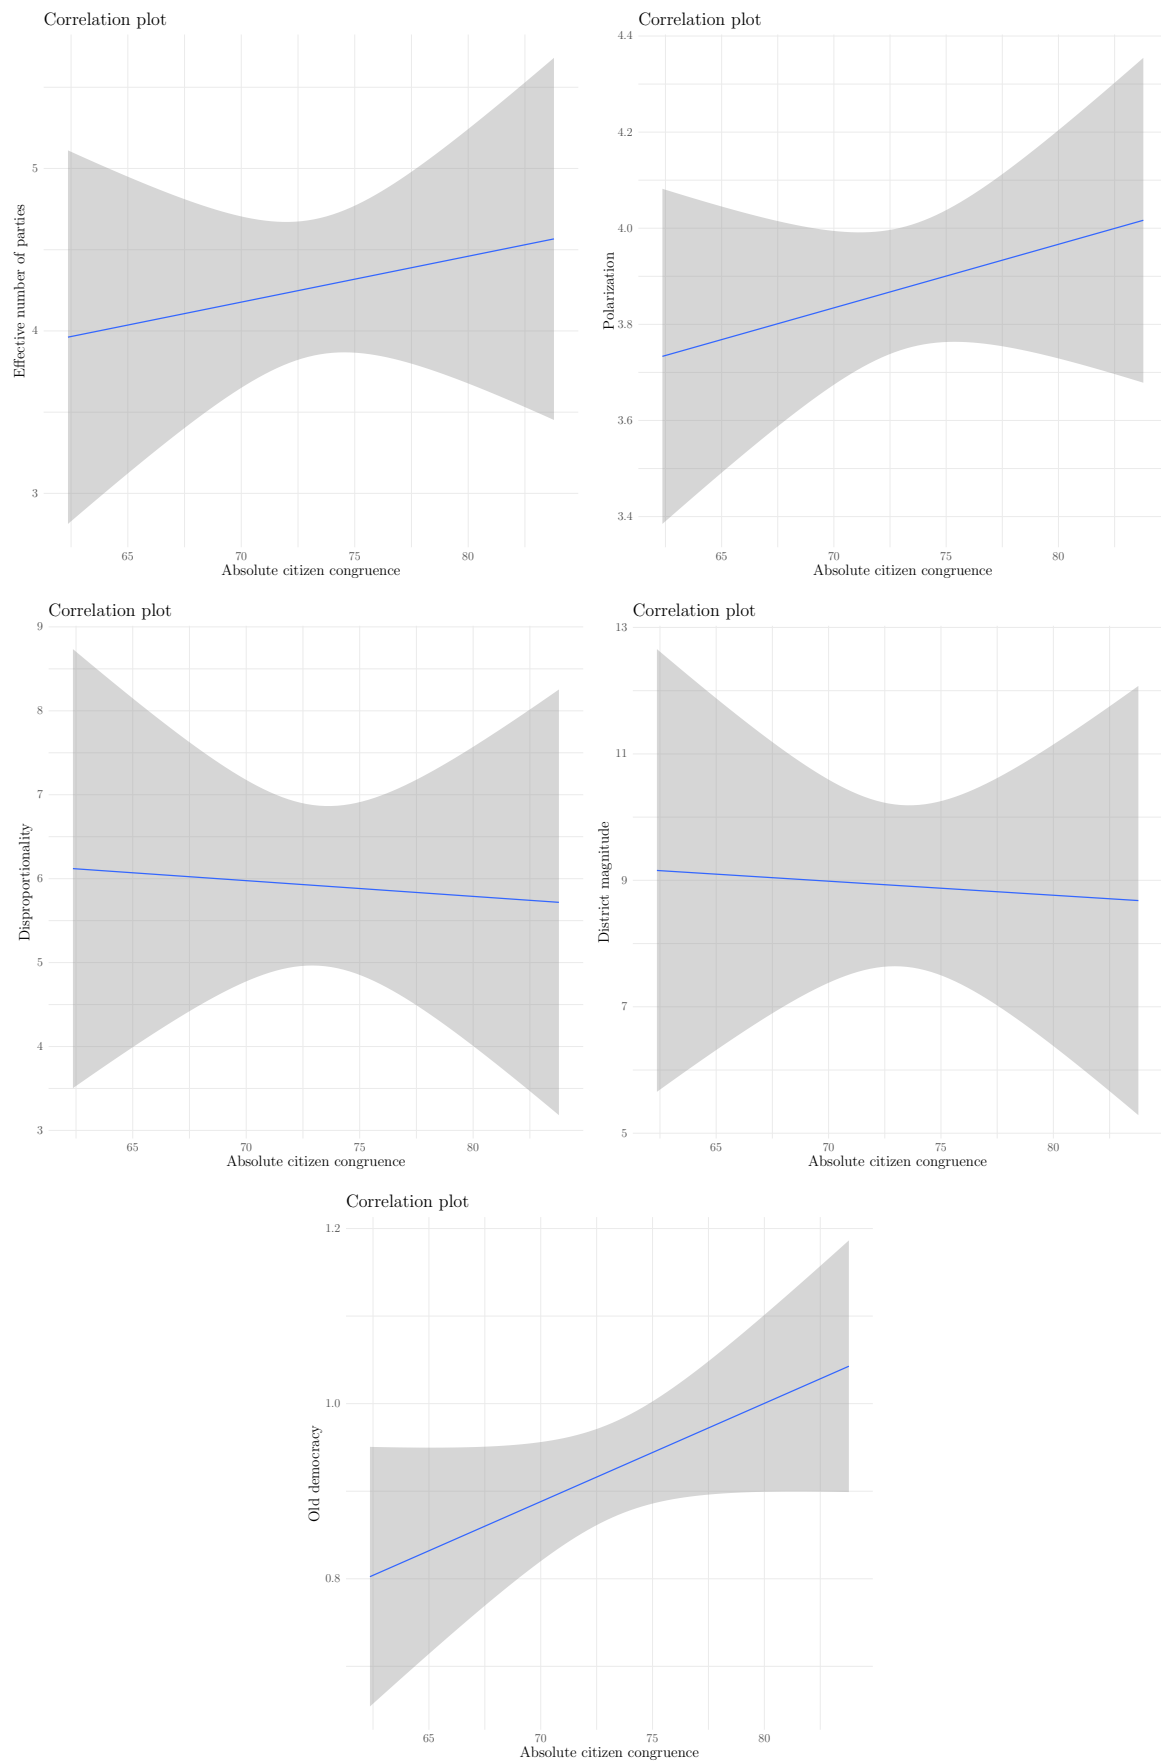 Correlation plot
Effective number of parties
5
4
3
65 70 75 80
Absolute citizen congruence
Correlation plot
Polarization
4.4
4.2
4.0
3.8
3.6
3.4
65 70 75 80
Absolute citizen congruence
Correlation plot
Disproportionality
9
8
7
6
5
4
3
65 70 75 80
Absolute citizen congruence
Correlation plot
District magnitude
13
11
9
7
5
65 70 75 80
Absolute citizen congruence
Correlation plot
Old democracy
1.2
1.0
0.8
65 70 75 80
Absolute citizen congruence